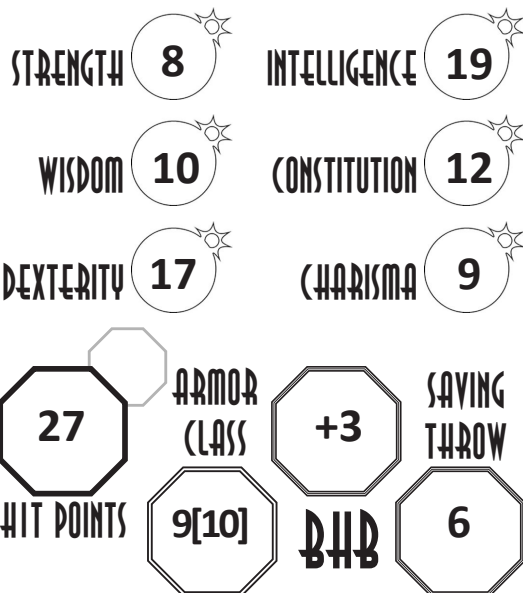 STRENGTH 8 INTELLIGENCE 19
WISDOM 10 CONSTITUTION 12
DEXTERITY 17 CHARISMA 9
27 HIT POINTS
ARMOR
CLASS
9[10]
+3
BHB
SAVING
THROW
6